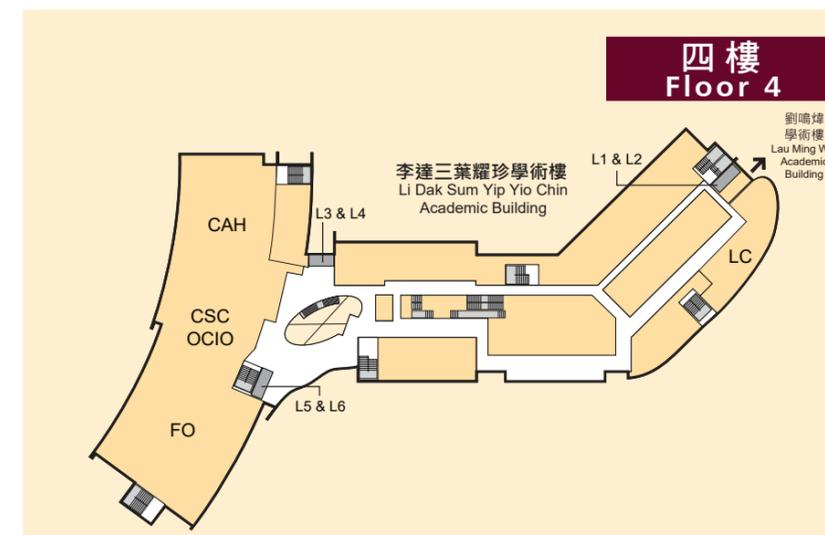 四樓
Floor 4
劉鳴煒
學術樓
Lau Ming W
Academic
Building
李達三葉耀珍學術樓
Li Dak Sum Yip Yio Chin
Academic Building
L1 & L2
CAH
L3 & L4
LC
CSC
OCIO
L5 & L6
FO